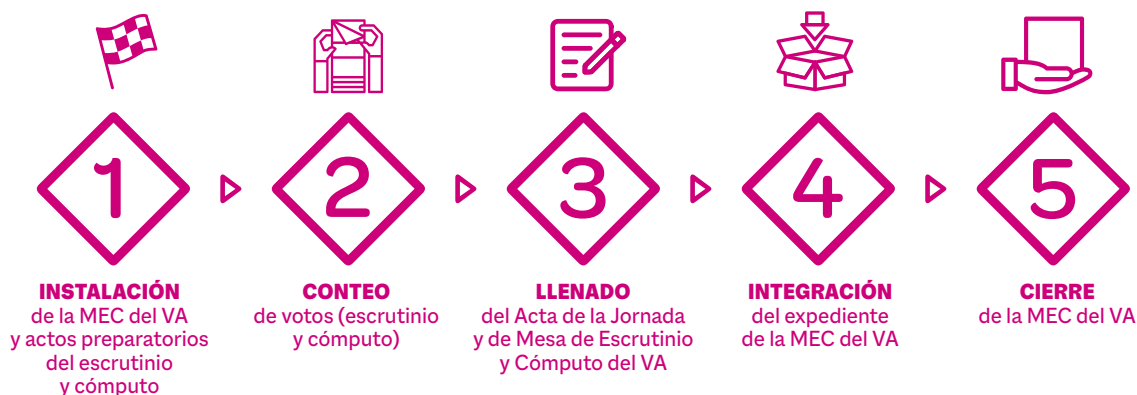 1
INSTALACIÓN
de la MEC del VA
y actos preparatorios
del escrutinio
y cómputo
2
CONTEO
de votos (escrutinio
y cómputo)
3
LLENADO
del Acta de la Jornada
y de Mesa de Escrutinio
y Cómputo del VA
4
INTEGRACIÓN
del expediente
de la MEC del VA
5
CIERRE
de la MEC del VA